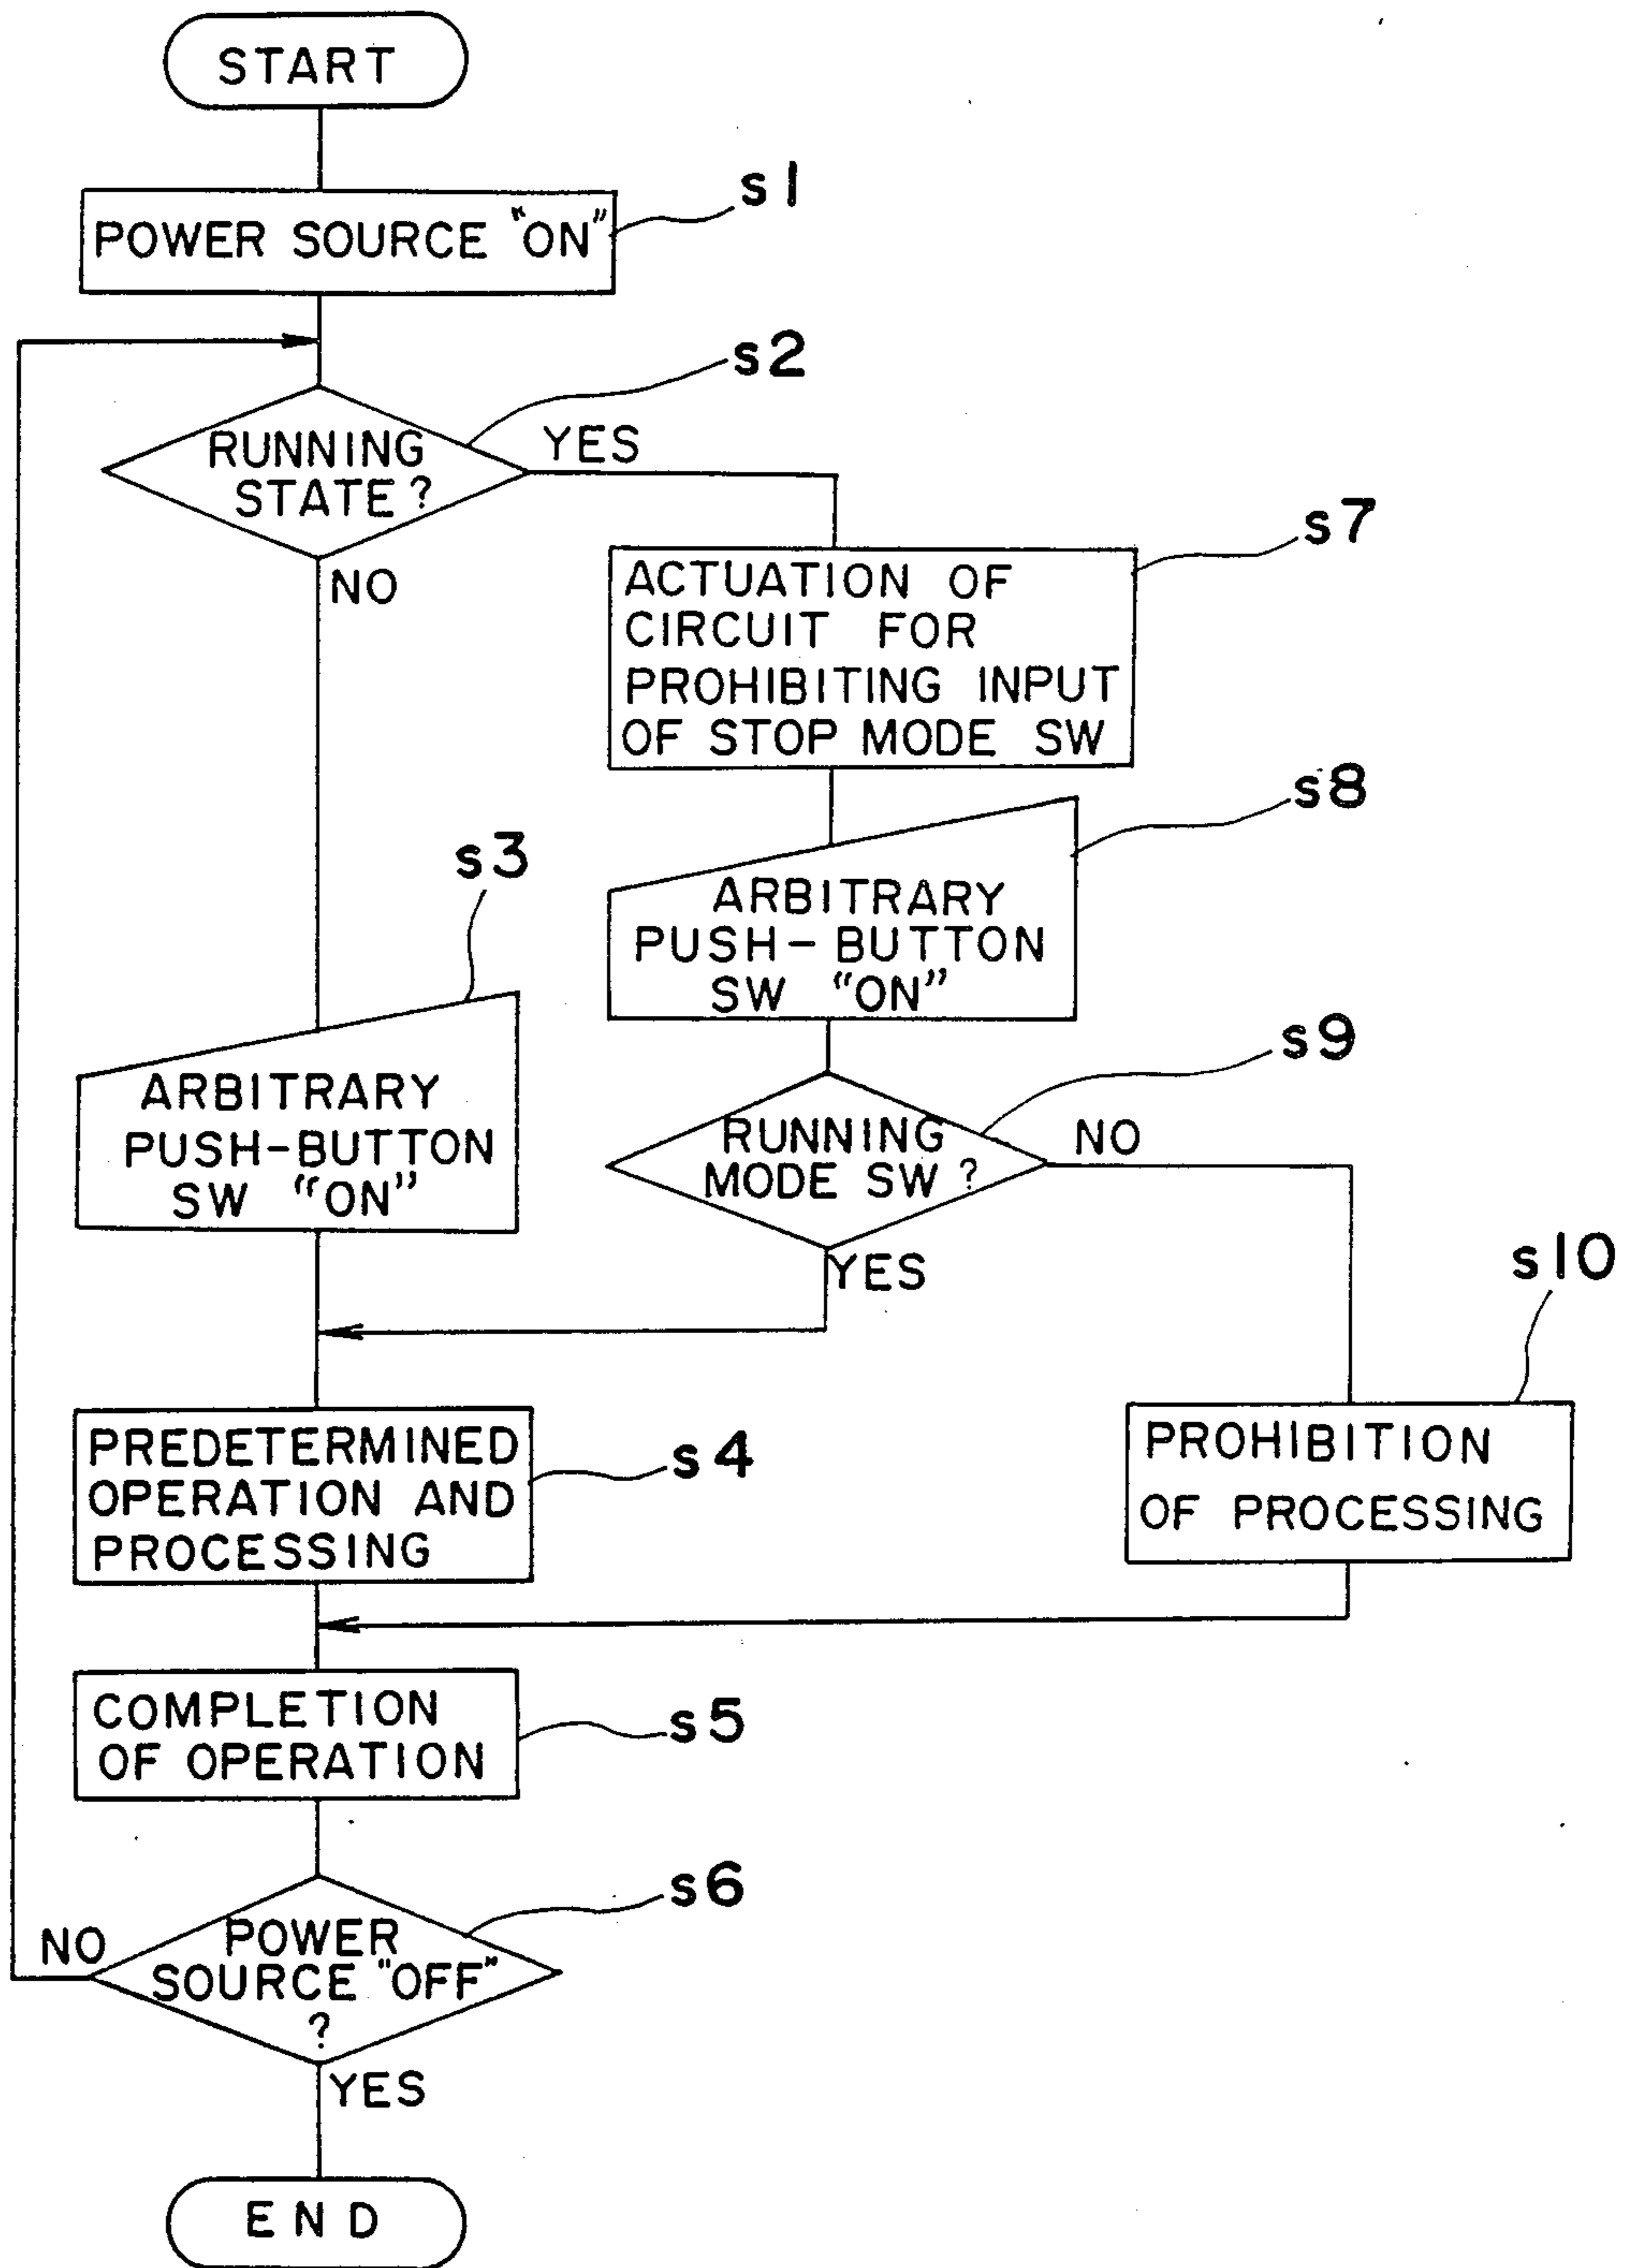 START
s1
POWER SOURCE "ON"
s2
RUNNING
STATE?
YES
NO
s7
ACTUATION OF
CIRCUIT FOR
PROHIBITING INPUT
OF STOP MODE SW
s8
ARBITRARY
PUSH-BUTTON
SW "ON"
s3
ARBITRARY
PUSH-BUTTON
SW "ON"
s9
RUNNING
MODE SW?
NO
YES
s10
PROHIBITION
OF PROCESSING
PREDETERMINED
OPERATION AND
PROCESSING
s4
COMPLETION
OF OPERATION
s5
s6
POWER
SOURCE "OFF"
?
NO
YES
END